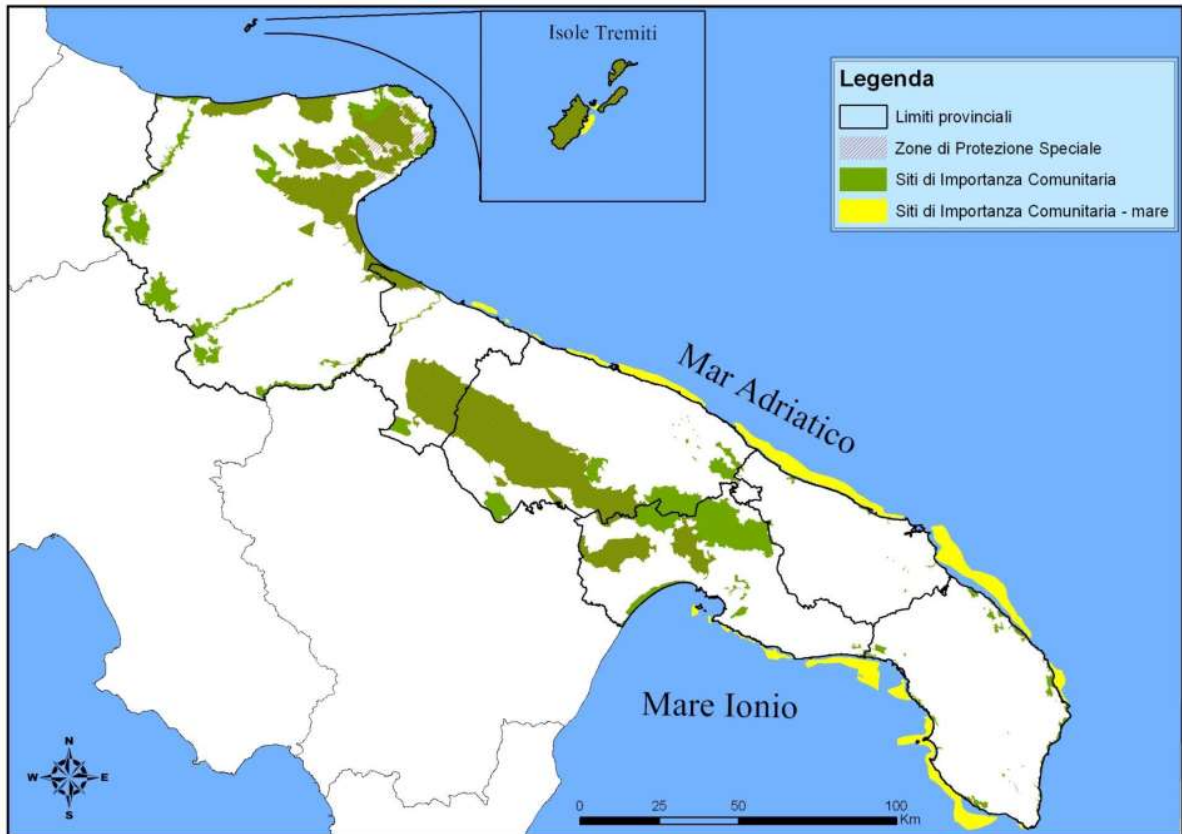 Isole Tremiti
Legenda
Limiti provinciali
Zone di Protezione Speciale
Siti di Importanza Comunitaria
Siti di Importanza Comunitaria - mare
Mar Adriatico
Mare Ionio
N
W E
S
0 25 50 100
Km